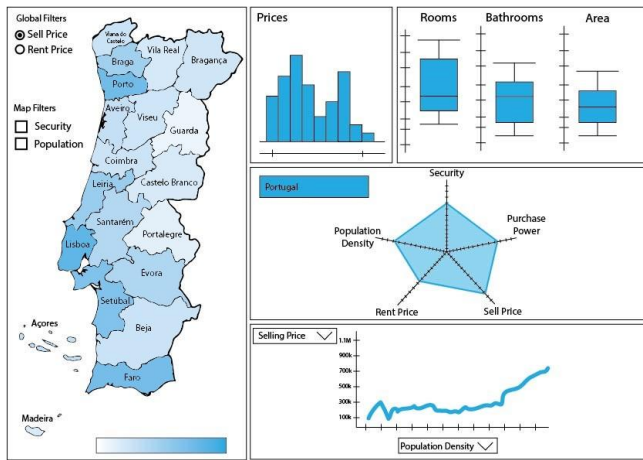 Global Filters
Sell Price
Rent Price
Map Filters
Security
Population
Viana do
Castelo
Braga
Vila Real
Bragança
Porto
Aveiro
Viseu
Guarda
Coimbra
Castelo Branco
Leiria
Santarém
Portalegre
Lisboa
Evora
Setúbal
Beja
Faro
Açores
Madeira
Prices
Rooms
Bathrooms
Area
Portugal
Security
Purchase
Power
Sell Price
Rent Price
Population
Density
Selling Price
1.1M
900k
700k
500k
300k
100k
Population Density